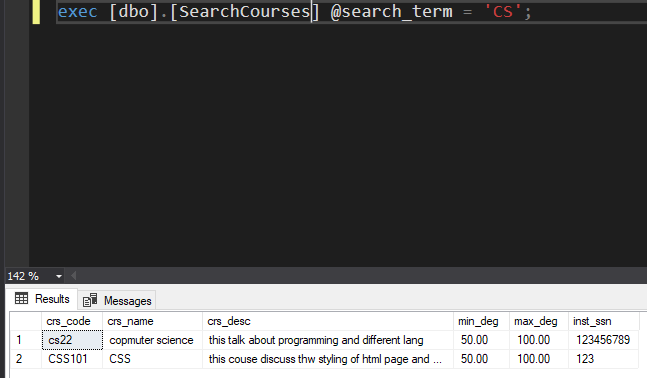 exec [dbo].[SearchCourses] @search_term = 'CS';
142 %
Results Messages
crs_code crs_name crs_desc min_deg max_deg inst_ssn
1 cs22 copmuter science this talk about programming and different lang 50.00 100.00 123456789
2 CSS101 CSS this couse discuss thw styling of html page and ... 50.00 100.00 123